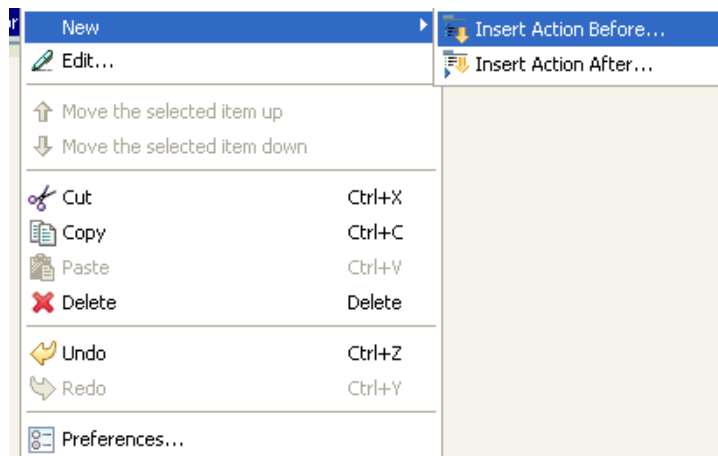 or
New
Insert Action Before...
Edit...
Insert Action After...
Move the selected item up
Move the selected item down
Cut Ctrl+X
Copy Ctrl+C
Paste Ctrl+V
Delete Delete
Undo Ctrl+Z
Redo Ctrl+Y
Preferences...